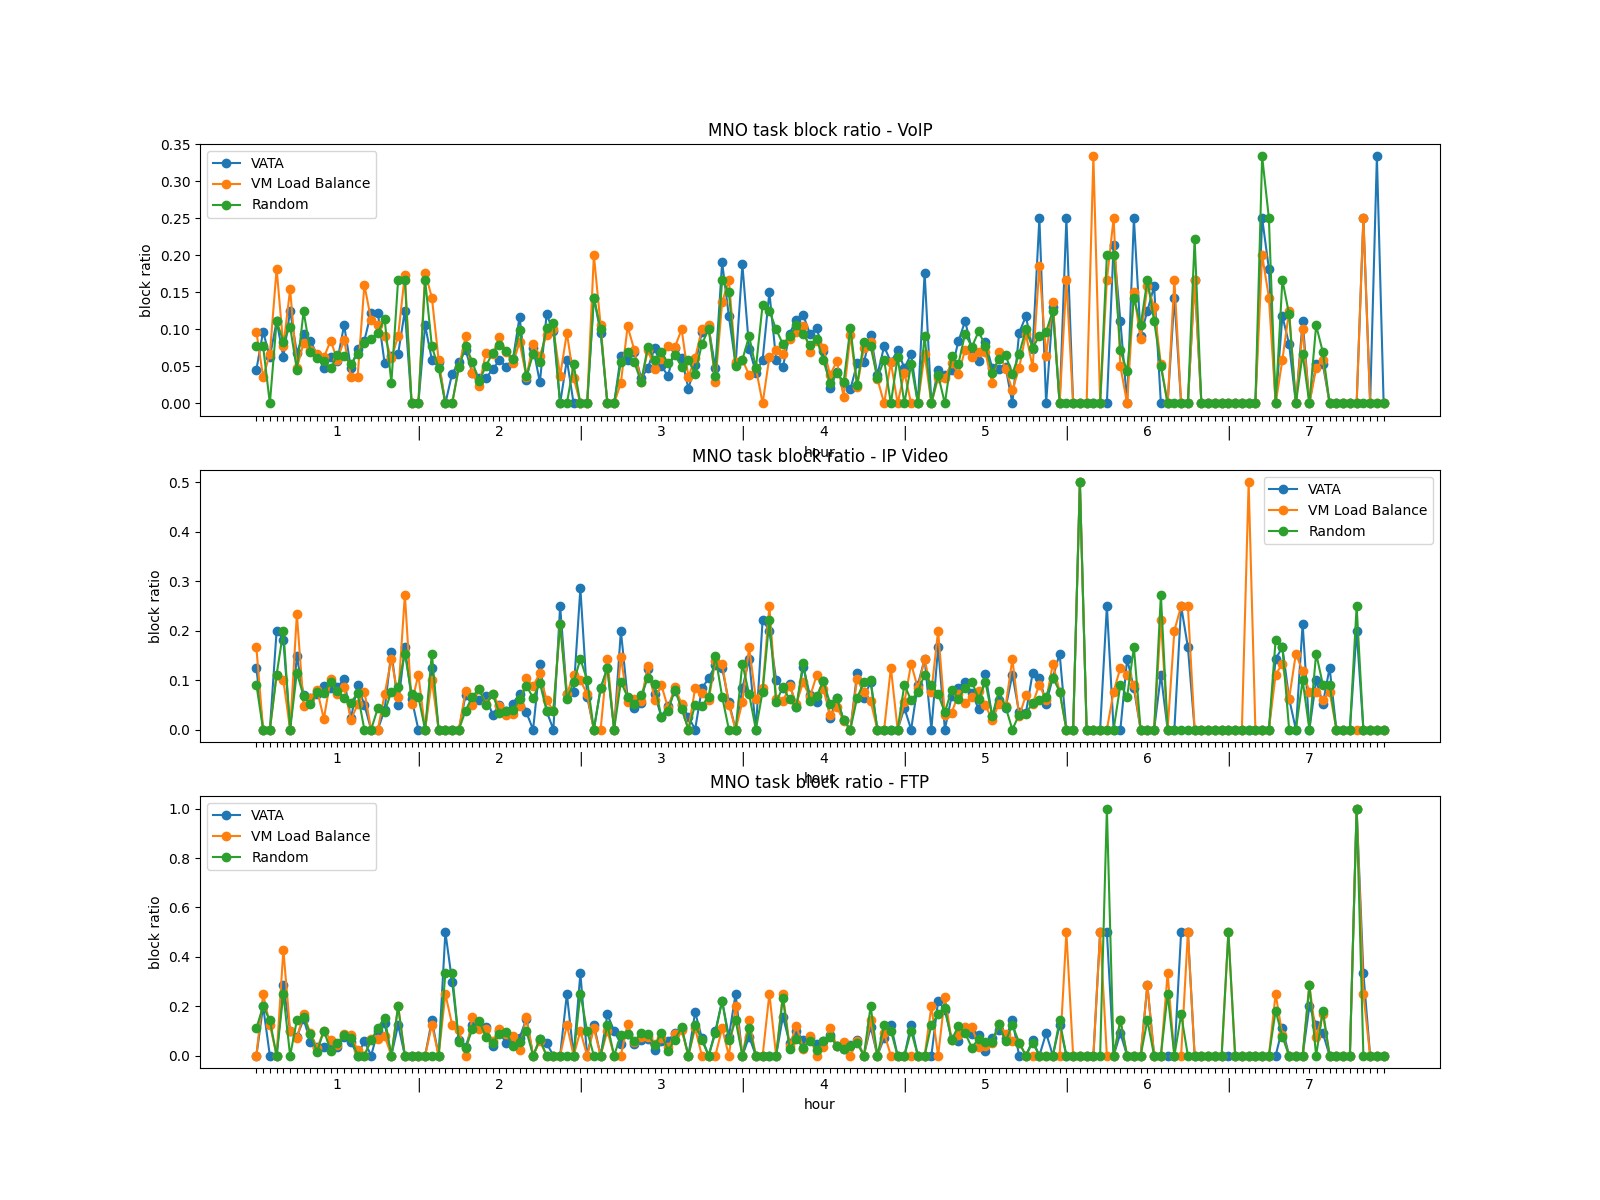 MNO task block ratio - VoIP
0.35
0.30
0.25
0.20
0.15
0.10
0.05
0.00
block ratio
VATA
VM Load Balance
Random
1 | 2 | 3 | 4 | 5 | 6 | 7
hour
MNO task block ratio - IP Video
0.5
0.4
0.3
0.2
0.1
0.0
block ratio
VATA
VM Load Balance
Random
1 | 2 | 3 | 4 | 5 | 6 | 7
hour
MNO task block ratio - FTP
1.0
0.8
0.6
0.4
0.2
0.0
block ratio
VATA
VM Load Balance
Random
1 | 2 | 3 | 4 | 5 | 6 | 7
hour